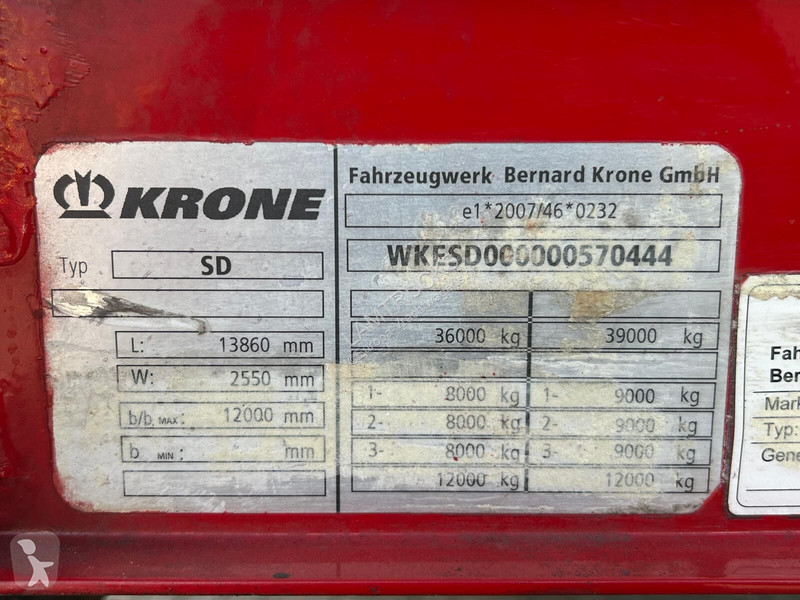 KRONE
Typ SD
L: 13860 mm
W: 2550 mm
b/b, MAX.: 12000 mm
b MIN.: mm
Fahrzeugwerk Bernard Krone GmbH
e1*2007/46*0232
WKESD000000570444
36000 kg 39000 kg
1- 8000 kg 1- 9000 kg
2- 8000 kg 2- 9000 kg
3- 8000 kg 3- 9000 kg
12000 kg 12000 kg
Fah
Ber
Mark
Typ:
Gene